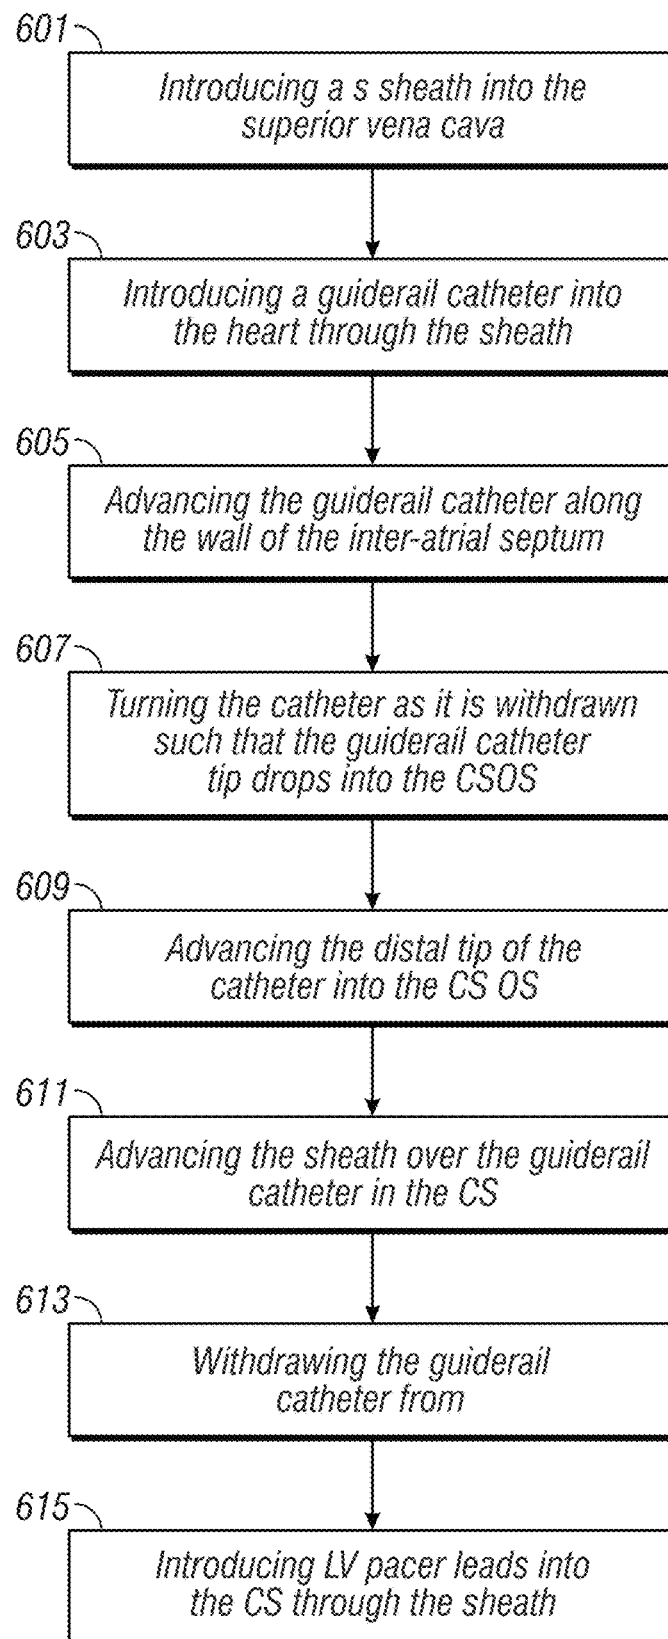 601
Introducing a s sheath into the
superior vena cava
603
Introducing a guiderail catheter into
the heart through the sheath
605
Advancing the guiderail catheter along
the wall of the inter-atrial septum
607
Turning the catheter as it is withdrawn
such that the guiderail catheter
tip drops into the CSOS
609
Advancing the distal tip of the
catheter into the CS OS
611
Advancing the sheath over the guiderail
catheter in the CS
613
Withdrawing the guiderail
catheter from
615
Introducing LV pacer leads into
the CS through the sheath